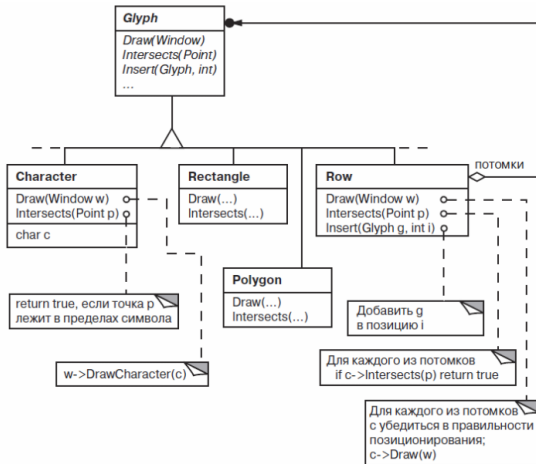 Glyph
Draw(Window)
Intersects(Point)
Insert(Glyph, int)
...
Character
Draw(Window w)
Intersects(Point p)
char c
Rectangle
Draw(...)
Intersects(...)
Row
Draw(Window w)
Intersects(Point p)
Insert(Glyph g, int i)
потомки
Polygon
Draw(...)
Intersects(...)
return true, если точка p
лежит в пределах символа
w->DrawCharacter(c)
Добавить g
в позицию i
Для каждого из потомков
if c->Intersects(p) return true
Для каждого из потомков
с убедиться в правильности
позиционирования;
c->Draw(w)